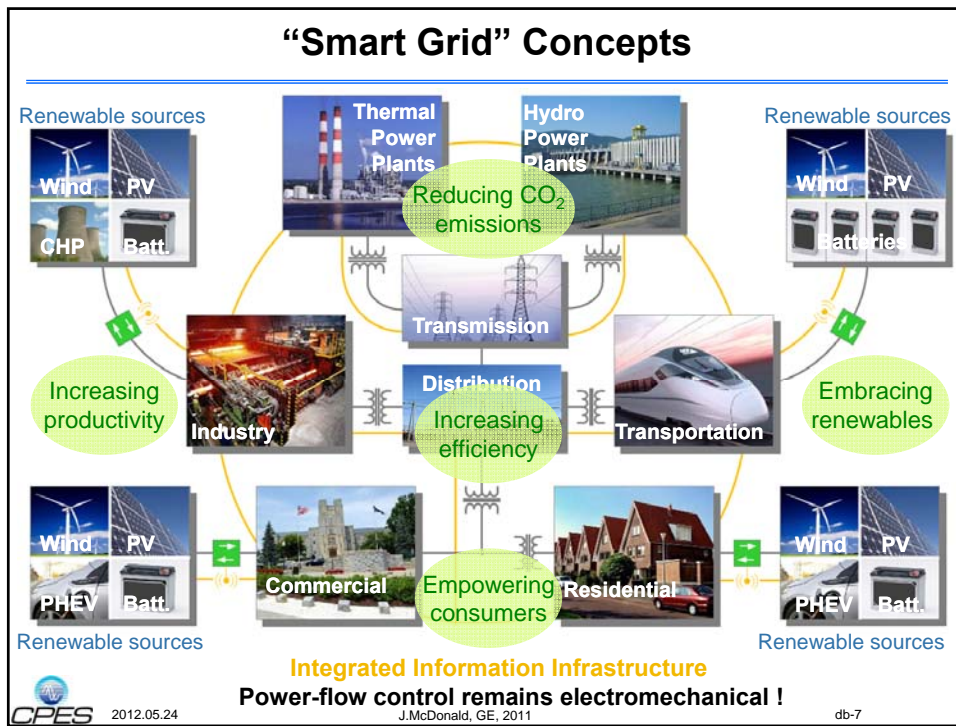 “Smart Grid” Concepts
Renewable sources
Wind PV
CHP Batt.
Thermal
Power
Plants
Hydro
Power
Plants
Reducing CO₂
emissions
Renewable sources
Wind PV
Batteries
Transmission
Increasing
productivity
Industry
Distribution
Increasing
efficiency
Transportation
Embracing
renewables
Wind PV
PHEV Batt.
Renewable sources
Commercial
Empowering
consumers
Residential
Wind PV
PHEV Batt.
Renewable sources
Integrated Information Infrastructure
Power-flow control remains electromechanical !
CPES 2012.05.24 J.McDonald, GE, 2011 db-7